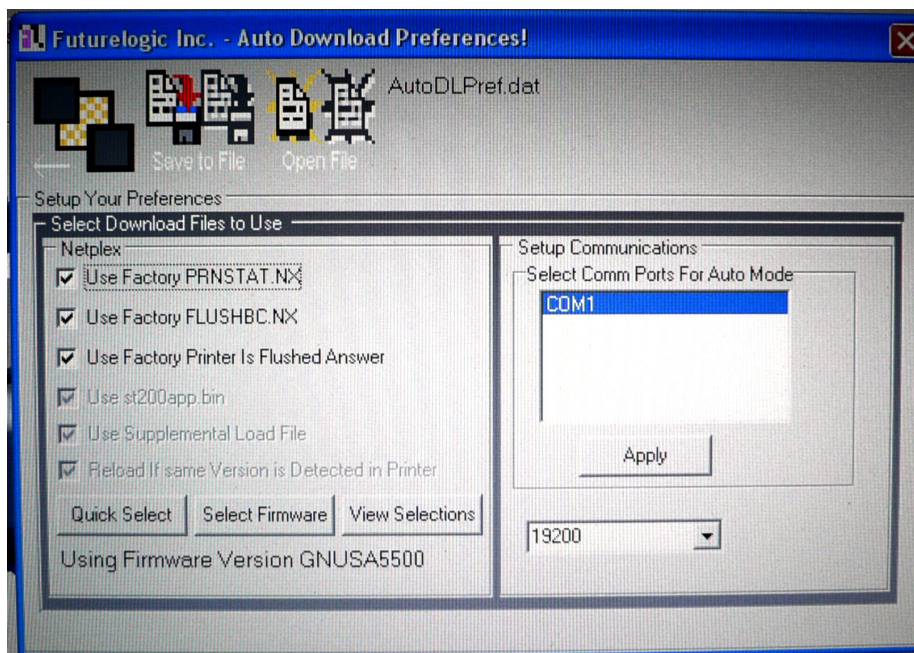 Futurelogic Inc. - Auto Download Preferences!
AutoDLPref.dat
Save to File
Open File
Setup Your Preferences
Select Download Files to Use
Netplex
Use Factory PRNSTAT.NX
Use Factory FLUSHBC.NX
Use Factory Printer Is Flushed Answer
Use st200app.bin
Use Supplemental Load File
Reload If same Version is Detected in Printer
Quick Select
Select Firmware
View Selections
Using Firmware Version GNUSA5500
Setup Communications
Select Comm Ports For Auto Mode
COM1
Apply
19200